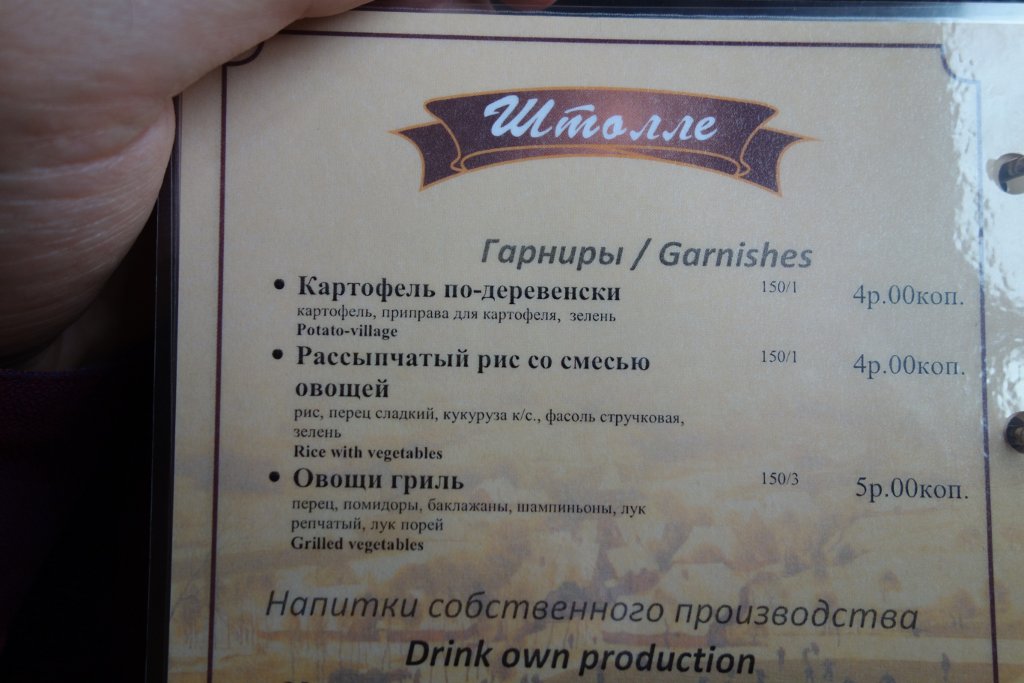 Штолле
Гарниры / Garnishes
• Картофель по-деревенски 150/1 4р.00коп.
картофель, приправа для картофеля, зелень
Potato-village
• Рассыпчатый рис со смесью 150/1 4р.00коп.
овощей
рис, перец сладкий, кукуруза к/с., фасоль стручковая,
зелень
Rice with vegetables
• Овощи гриль 150/3 5р.00коп.
перец, помидоры, баклажаны, шампиньоны, лук
репчатый, лук порей
Grilled vegetables
Напитки собственного производства
Drink own production